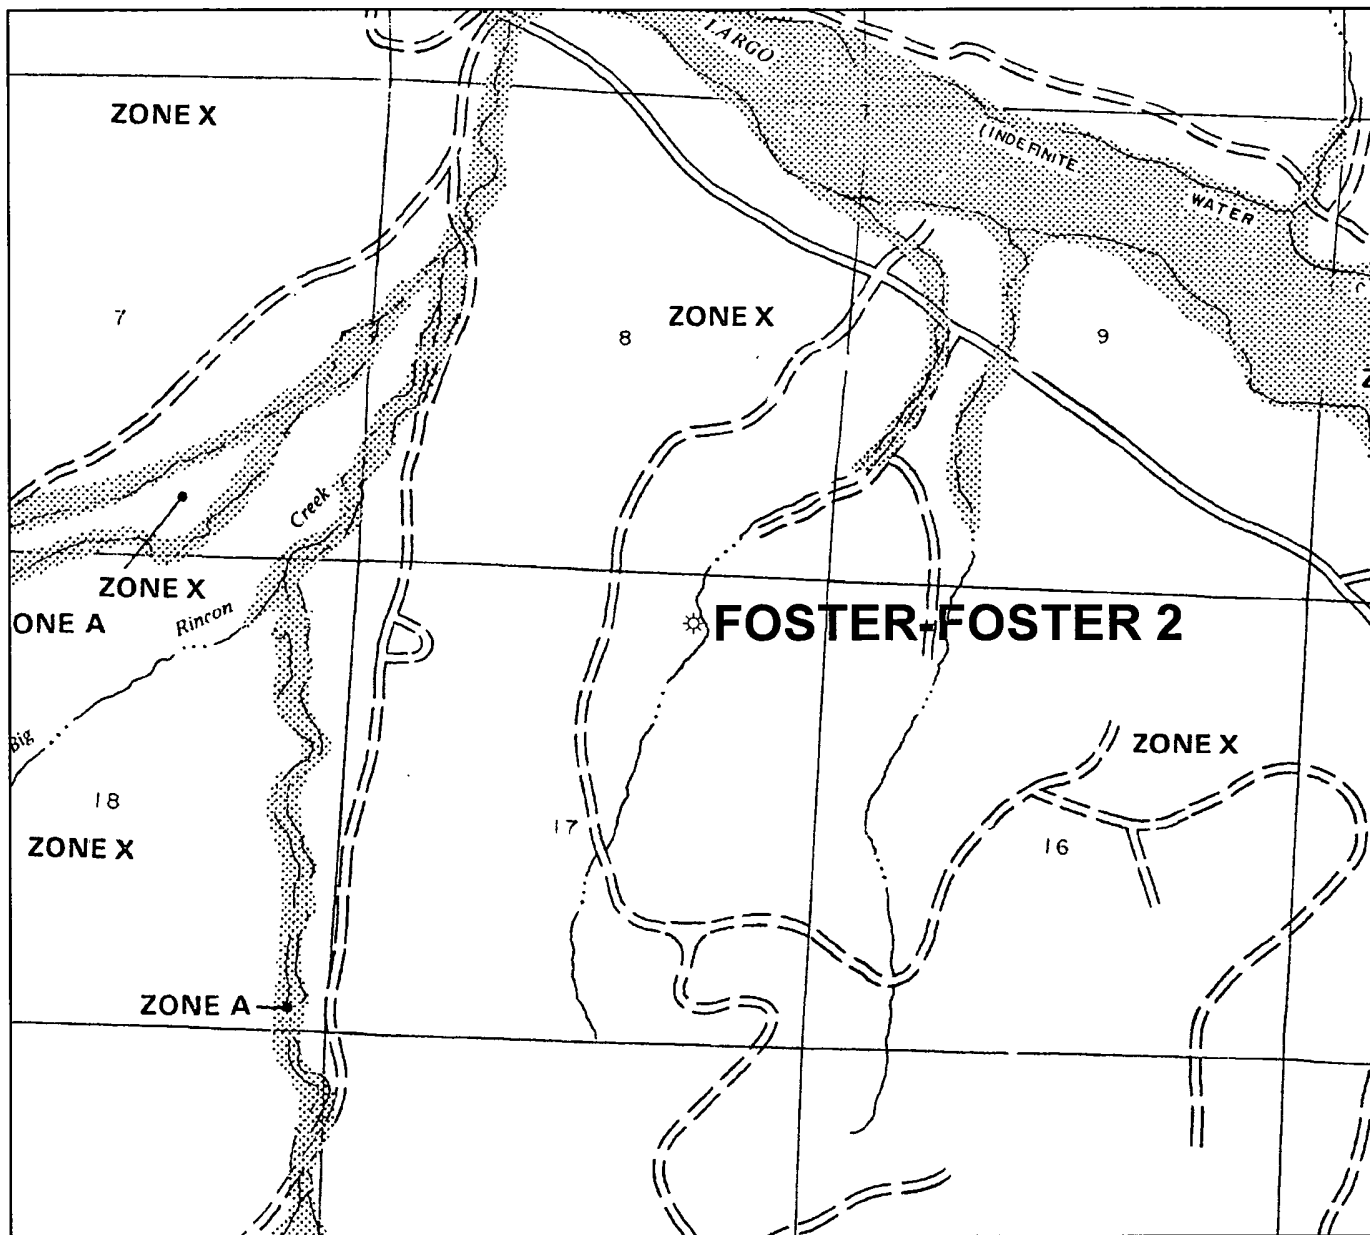 LARGO
ZONE X
(INDEFINITE
WATER
7
8
ZONE X
9
Creek
ZONE X
Rincon
ONE A
FOSTER-FOSTER 2
Big
ZONE X
18
17
16
ZONE X
ZONE A